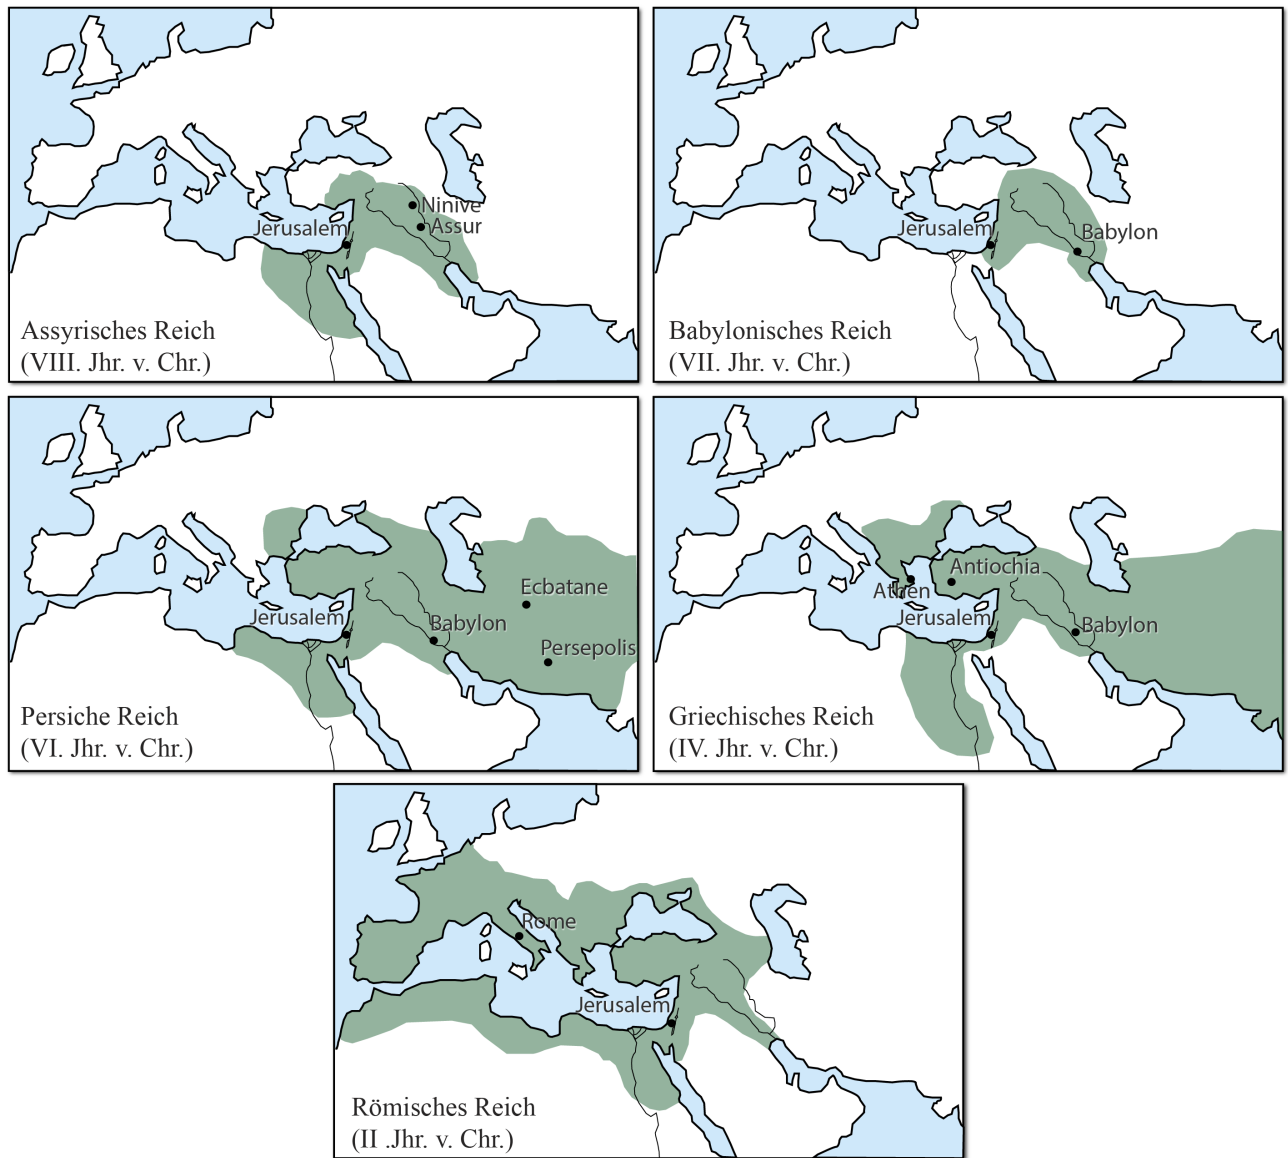 Ninive
Assur
Jerusalem
Assyrisches Reich
(VIII. Jhr. v. Chr.)
Jerusalem
Babylon
Babylonisches Reich
(VII. Jhr. v. Chr.)
Ecbatane
Jerusalem
Babylon
Persepolis
Persiche Reich
(VI. Jhr. v. Chr.)
Antiochia
Athen
Jerusalem
Babylon
Griechisches Reich
(IV. Jhr. v. Chr.)
Rome
Jerusalem
Römisches Reich
(II .Jhr. v. Chr.)